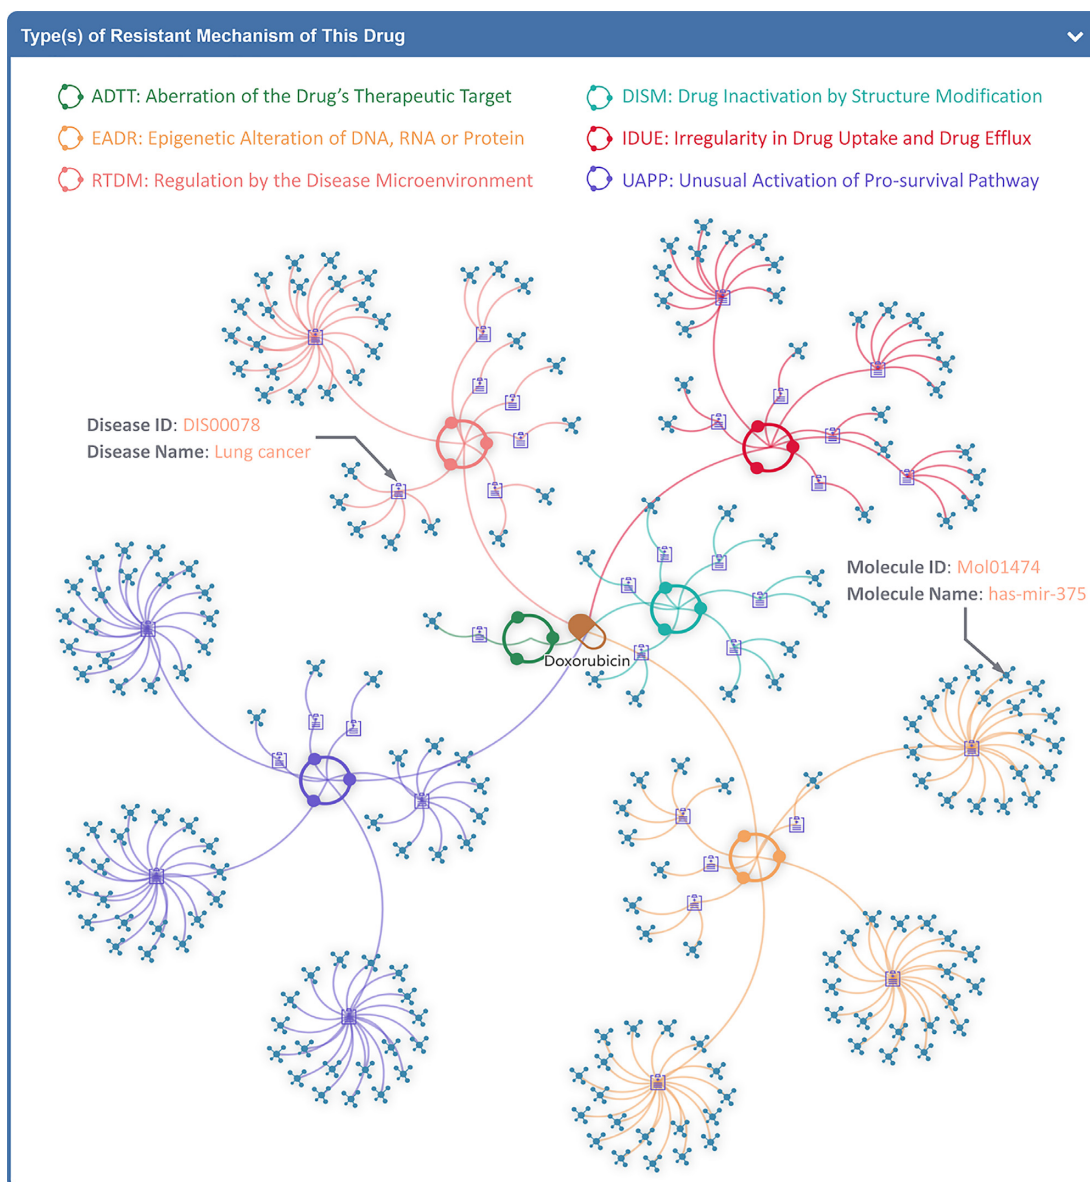 Type(s) of Resistant Mechanism of This Drug
ADTT: Aberration of the Drug's Therapeutic Target
DISM: Drug Inactivation by Structure Modification
EADR: Epigenetic Alteration of DNA, RNA or Protein
IDUE: Irregularity in Drug Uptake and Drug Efflux
RTDM: Regulation by the Disease Microenvironment
UAPP: Unusual Activation of Pro-survival Pathway
Disease ID: DIS00078
Disease Name: Lung cancer
Molecule ID: Mol01474
Molecule Name: has-mir-375
Doxorubicin